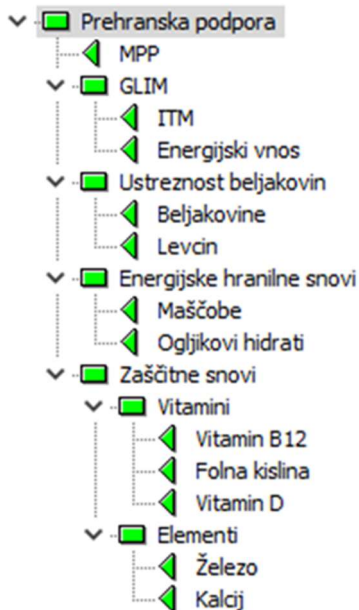 Prehranska podpora
MPP
GLIM
ITM
Energijski vnos
Ustreznost beljakovin
Beljakovine
Levcin
Energijske hranilne snovi
Maščobe
Ogljikovi hidrati
Zaščitne snovi
Vitamini
Vitamin B12
Folna kislina
Vitamin D
Elementi
Železo
Kalcij